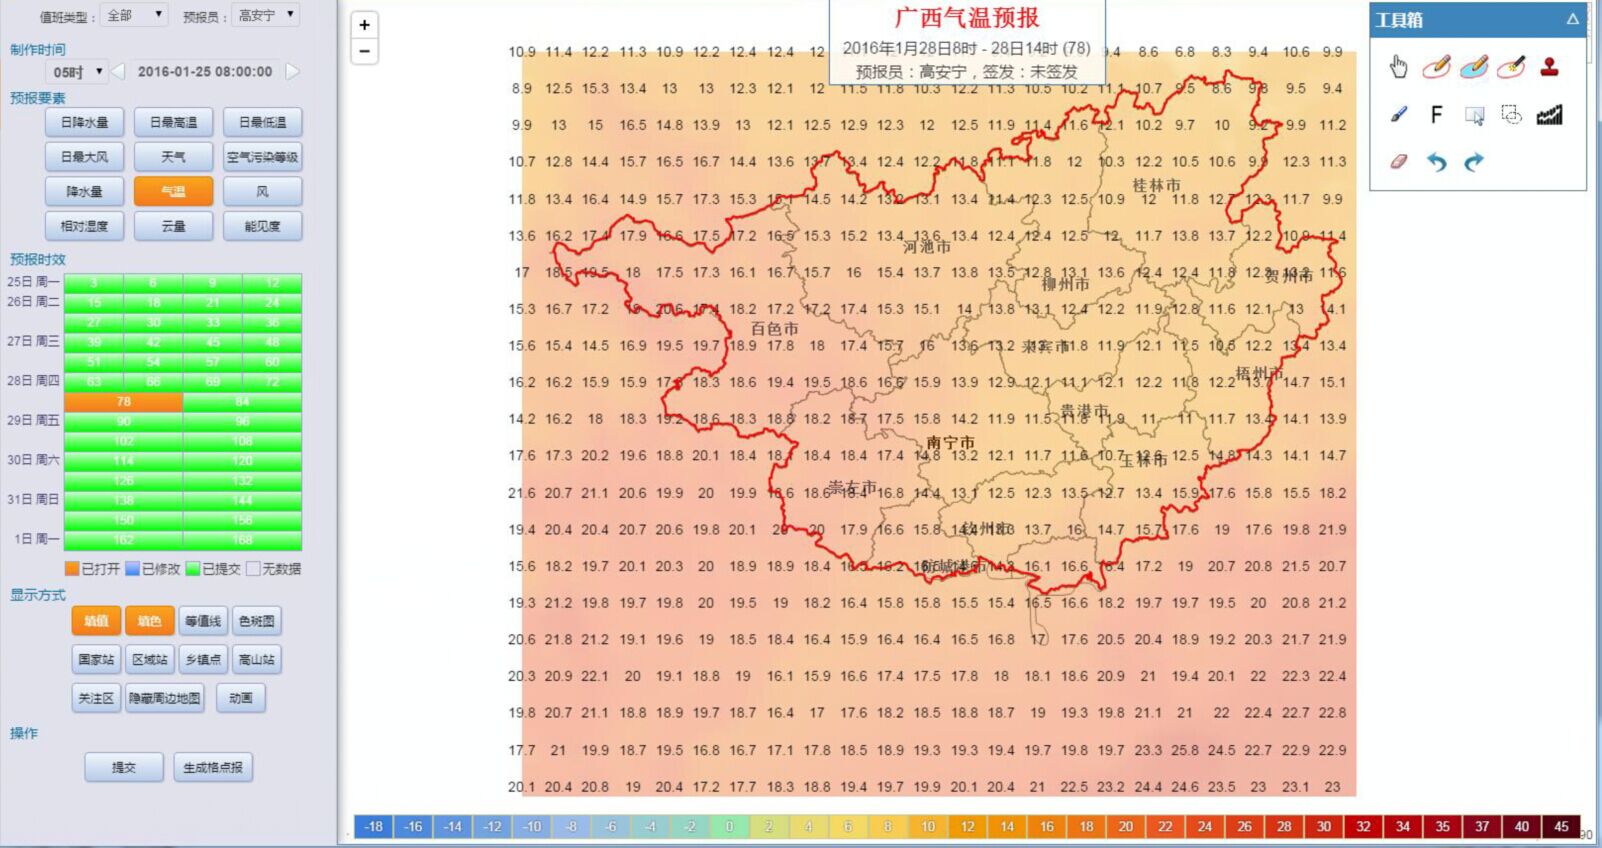 值班类型： 全部 预报员： 高安宁
制作时间
05时 2016-01-25 08:00:00
预报要素
日降水量 日最高温 日最低温
日最大风 天气 空气污染等级
降水量 气温 风
相对湿度 云量 能见度
预报时效
25日 周一 3 6 9 12
26日 周二 15 18 21 24
27 30 33 36
27日 周三 39 42 45 48
51 54 57 60
28日 周四 63 66 69 72
78 84
29日 周五 90 96
102 108
30日 周六 114 120
126 132
31日 周日 138 144
150 156
1日 周一 162 168
已打开 已修改 已提交 无数据
显示方式
填值 填色 等值线 色斑图
国家站 区域站 乡镇点 高山站
关注区 隐藏周边地图 动画
操作
提交 生成格点报
+
−
广西气温预报
2016年1月28日8时 - 28日14时 (78)
预报员：高安宁，签发：未签发
工具箱
F
10.9 11.4 12.2 11.3 10.9 12.2 12.4 12.4 12 9.4 8.6 6.8 8.3 9.4 10.6 9.9
8.9 12.5 15.3 13.4 13 13 12.3 12.1 12 11.5 11.8 10.3 12.2 11.3 10.5 10.2 11.1 10.7 9.5 8.6 9.8 9.5 9.4
9.9 13 15 16.5 14.8 13.9 13 12.1 12.5 12.9 12.3 12 12.5 11.9 11.4 11.6 12.1 10.2 9.7 10 9.2 9.9 11.2
10.7 12.8 14.4 15.7 16.5 16.7 14.4 13.6 13.7 13.4 12.4 12.2 11.8 11.1 11.8 12 10.3 12.2 10.5 10.6 9.9 12.3 11.3
桂林市
11.8 13.4 16.4 14.9 15.7 17.3 15.3 14.5 14.2 13.2 13.1 13.4 11.4 12.3 12.5 10.9 12 11.8 12.7 12.3 11.7 9.9
13.6 16.2 17.4 17.9 16.6 17.5 17.2 16.5 15.3 15.2 13.4 13.6 13.4 12.4 12.4 12.5 12 11.7 13.8 13.7 12.2 10.9 11.4
河池市
17 18.5 19.5 18 17.5 17.3 16.1 16.7 15.7 16 15.4 13.7 13.8 13.5 12.8 13.1 13.6 12.4 12.4 11.8 12.8 13.2 11.6
贺州市
柳州市
15.3 16.7 17.2 18 20.6 17.4 18.2 17.2 17.2 17.4 15.3 15.1 14 13.8 13.1 12.4 12.2 11.9 12.8 11.6 12.1 13 14.1
百色市
15.6 15.4 14.5 16.9 19.5 19.7 18.9 17.8 18 17.4 15.7 16 13.6 13.2 11.8 11.9 12.1 11.5 10.5 12.2 13.4 13.4
来宾市
梧州市
16.2 16.2 15.9 15.9 17.3 18.3 18.6 19.4 19.5 18.6 16.6 15.9 13.9 12.9 12.1 11.1 12.1 12.2 11.8 12.2 13.7 14.7 15.1
贵港市
14.2 16.2 18 18.3 19.2 18.6 18.3 18.8 18.2 18.7 17.5 15.8 14.2 11.9 11.5 11.8 11.9 11 11 11.7 13.4 14.1 13.9
南宁市
17.6 17.3 20.2 19.6 18.8 20.1 18.4 18.1 18.4 18.4 17.4 14.8 13.2 12.1 11.7 11.6 10.7 12.6 12.5 14.8 14.3 14.1 14.7
玉林市
崇左市
21.6 20.7 21.1 20.6 19.9 20 19.9 18.6 18.6 18.4 16.8 14.4 13.1 12.5 12.3 13.5 12.7 13.4 15.9 17.6 15.8 15.5 18.2
19.4 20.4 20.4 20.7 20.6 19.8 20.1 20 20 17.9 16.6 15.8 14.4 13.3 13.7 16 14.7 15.7 17.6 19 17.6 19.8 21.9
钦州市
15.6 18.2 19.7 20.1 20.3 20 18.9 18.9 18.4 16.5 16.2 14.3 16.1 16.6 16.4 17.2 19 20.7 20.8 21.5 20.7
防城港市
19.3 21.2 19.8 19.7 19.8 20 19.5 19 18.2 16.4 15.8 15.8 15.5 15.4 16.5 16.6 18.2 19.7 19.7 19.5 20 20.8 21.2
20.6 21.8 21.2 19.1 19.6 19 18.5 18.4 16.4 15.9 16.4 16.4 16.5 16.8 17 17.6 20.5 20.4 18.9 19.2 20.3 21.7 21.9
20.3 20.9 22.1 20 19.1 18.8 19 16.1 15.9 16.6 17.4 17.5 17.8 18 18.1 18.6 20.9 21 19.4 20.1 22 22.3 22.4
19.8 20.7 21.1 18.8 18.9 19.7 18.7 16.4 17 17.6 18.2 18.5 18.8 18.7 19 19.3 19.8 21.1 21 22 22.4 22.7 22.8
17.7 21 19.9 18.7 19.5 16.8 16.7 17.1 17.8 18.5 18.9 19.3 19.3 19.4 19.7 19.8 19.7 23.3 25.8 24.5 22.7 22.9 22.9
20.1 20.4 20.8 19 20.4 17.2 17.7 18.3 18.8 19.4 19.7 19.9 20.1 20.4 21 22.5 23.2 24.4 24.6 23.5 23 23.1 23
-18 -16 -14 -12 -10 -8 -6 -4 -2 0 2 4 6 8 10 12 14 16 18 20 22 24 26 28 30 32 34 35 37 40 45
90